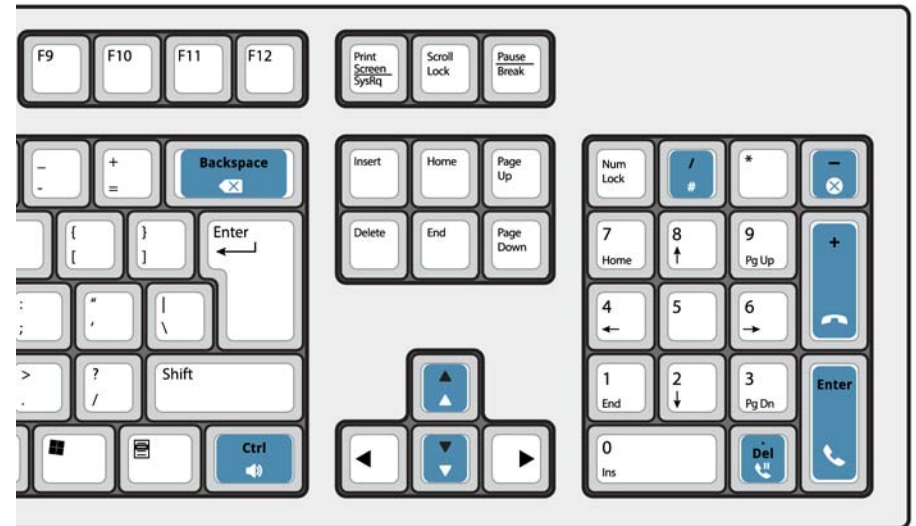 F9 F10 F11 F12
Print
Screen
SysRq
Scroll
Lock
Pause
Break
_
-
+
=
Backspace
Insert
Home
Page
Up
Num
Lock
/
#
*
-
{
[
}
]
Enter
Delete
End
Page
Down
7
Home
8
↑
9
Pg Up
+
:
;
"
'
|
\
4
←
5
6
→
>
.
?
/
Shift
1
End
2
↓
3
Pg Dn
Enter
Ctrl
0
Ins
.
Del